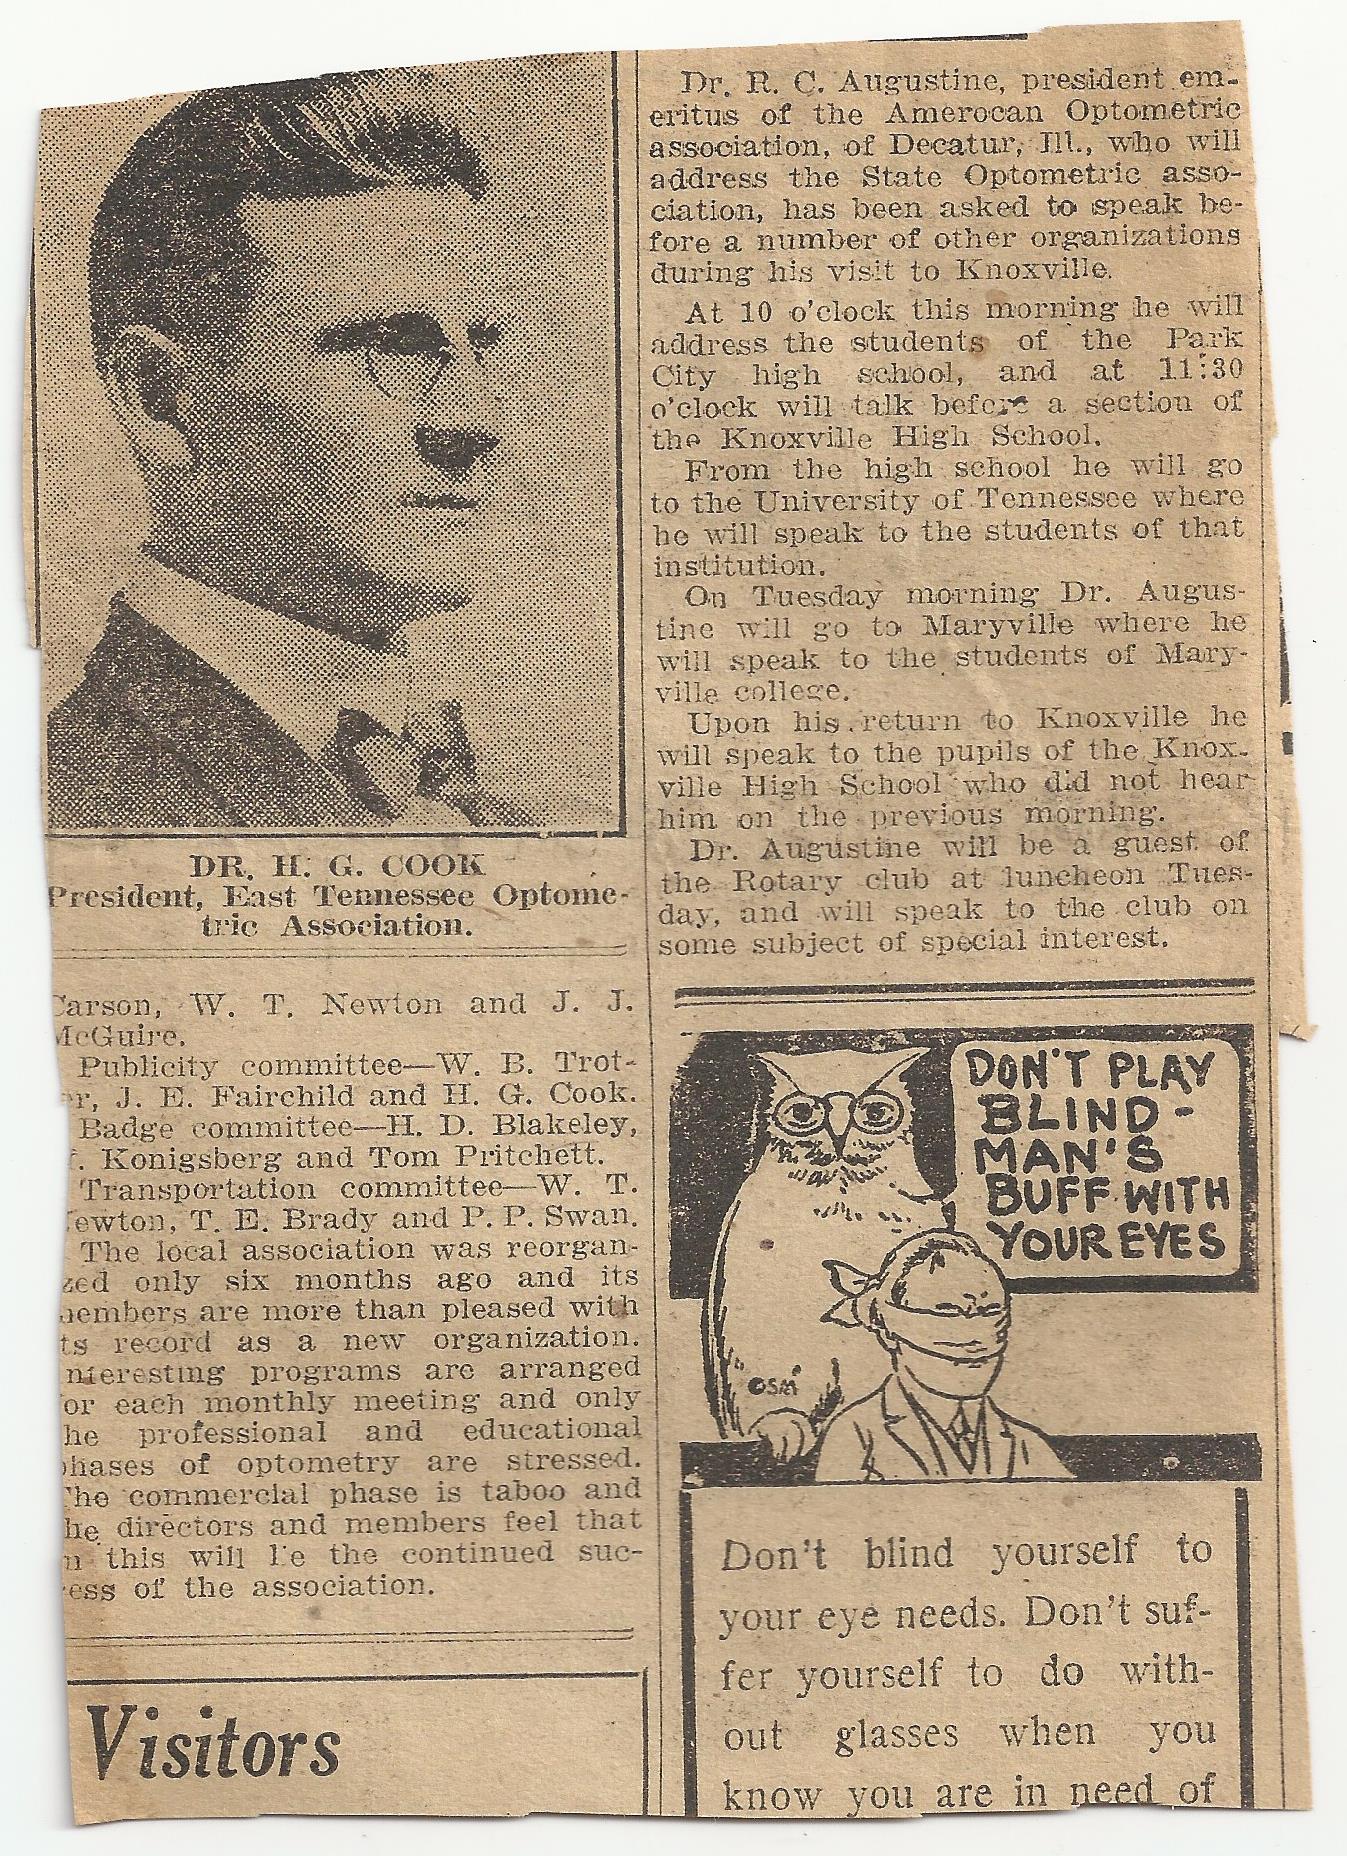 DR. H. G. COOK
President, East Tennessee Optome-
tric Association.
Carson, W. T. Newton and J. J.
McGuire.
Publicity committee—W. B. Trot-
er, J. E. Fairchild and H. G. Cook.
Badge committee—H. D. Blakeley,
. Konigsberg and Tom Pritchett.
Transportation committee—W. T.
ewton, T. E. Brady and P. P. Swan.
The local association was reorgan-
zed only six months ago and its
members are more than pleased with
ts record as a new organization.
nteresting programs are arranged
or each monthly meeting and only
he professional and educational
phases of optometry are stressed.
The commercial phase is taboo and
he directors and members feel that
n this will be the continued suc-
cess of the association.
Visitors
Dr. R. C. Augustine, president em-
eritus of the Amerocan Optometric
association, of Decatur, Ill., who will
address the State Optometric asso-
ciation, has been asked to speak be-
fore a number of other organizations
during his visit to Knoxville.
At 10 o'clock this morning he will
address the students of the Park
City high school, and at 11:30
o'clock will talk before a section of
the Knoxville High School.
From the high school he will go
to the University of Tennessee where
he will speak to the students of that
institution.
On Tuesday morning Dr. Augus-
tine will go to Maryville where he
will speak to the students of Mary-
ville college.
Upon his return to Knoxville he
will speak to the pupils of the Knox-
ville High School who did not hear
him on the previous morning.
Dr. Augustine will be a guest of
the Rotary club at luncheon Tues-
day, and will speak to the club on
some subject of special interest.
DON'T PLAY
BLIND-
MAN'S
BUFF WITH
YOUR EYES
OSM
Don't blind yourself to
your eye needs. Don't suf-
fer yourself to do with-
out glasses when you
know you are in need of